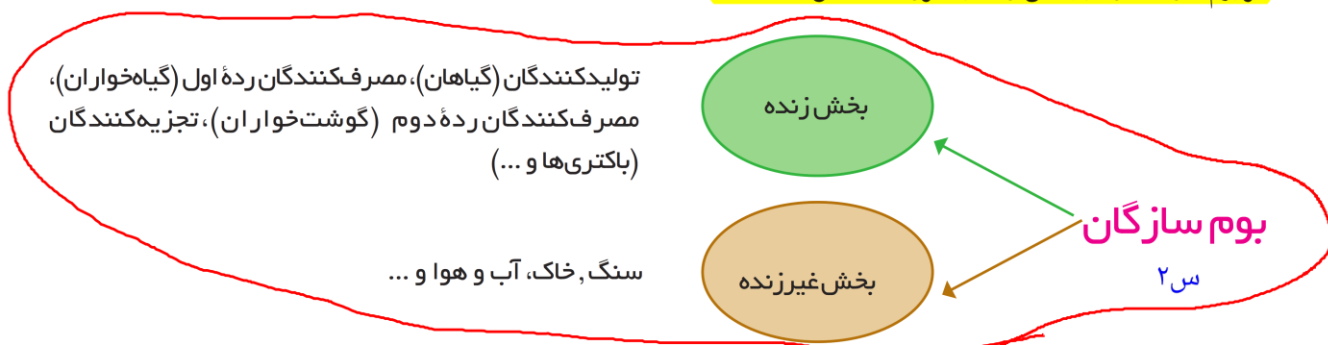 تولیدکنندگان (گیاهان)، مصرف‌کنندگان ردهٔ اول (گیاه‌خواران)،
مصرف‌کنندگان ردهٔ دوم (گوشت‌خواران)، تجزیه‌کنندگان
(باکتری‌ها و ...)
بخش زنده
بوم سازگان
س۲
بخش غیرزنده
سنگ , خاک، آب و هوا و ...